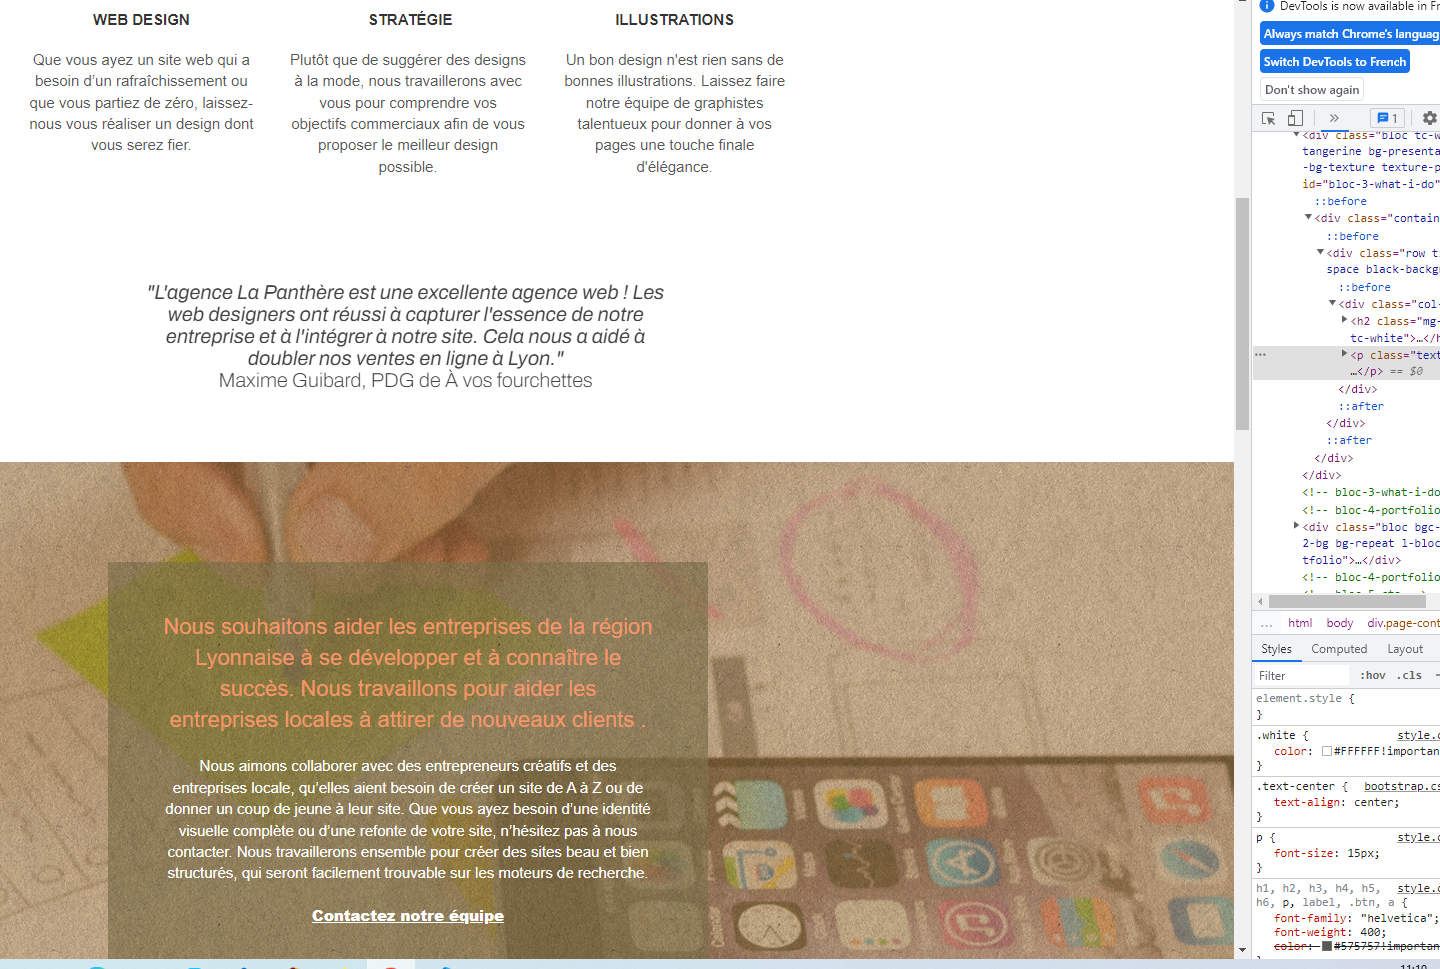 WEB DESIGN
Que vous ayez un site web qui a
besoin d'un rafraîchissement ou
que vous partiez de zéro, laissez-
nous vous réaliser un design dont
vous serez fier.
STRATÉGIE
Plutôt que de suggérer des designs
à la mode, nous travaillerons avec
vous pour comprendre vos
objectifs commerciaux afin de vous
proposer le meilleur design
possible.
ILLUSTRATIONS
Un bon design n'est rien sans de
bonnes illustrations. Laissez faire
notre équipe de graphistes
talentueux pour donner à vos
pages une touche finale
d'élégance.
"L'agence La Panthère est une excellente agence web ! Les
web designers ont réussi à capturer l'essence de notre
entreprise et à l'intégrer à notre site. Cela nous a aidé à
doubler nos ventes en ligne à Lyon."
Maxime Guibard, PDG de À vos fourchettes
Nous souhaitons aider les entreprises de la région
Lyonnaise à se développer et à connaître le
succès. Nous travaillons pour aider les
entreprises locales à attirer de nouveaux clients .
Nous aimons collaborer avec des entrepreneurs créatifs et des
entreprises locale, qu'elles aient besoin de créer un site de A à Z ou de
donner un coup de jeune à leur site. Que vous ayez besoin d'une identité
visuelle complète ou d'une refonte de votre site, n'hésitez pas à nous
contacter. Nous travaillerons ensemble pour créer des sites beau et bien
structurés, qui seront facilement trouvable sur les moteurs de recherche.
Contactez notre équipe
DevTools is now available in Fr
Always match Chrome's languag
Switch DevTools to French
Don't show again
1
<div class="bloc tc-w
tangerine bg-presenta
-bg-texture texture-p
id="bloc-3-what-i-do"
::before
<div class="contain
::before
<div class="row t
space black-backg
::before
<div class="col-
<h2 class="mg-
tc-white">…</h
<p class="text
…</p> == $0
</div>
::after
</div>
::after
</div>
</div>
<!-- bloc-3-what-i-do
<!-- bloc-4-portfolio
<div class="bloc bgc-
2-bg bg-repeat l-bloc
tfolio">…</div>
<!-- bloc-4-portfolio
... html body div.page-cont
Styles Computed Layout
Filter :hov .cls
element.style {
}
.white { style.c
color: #FFFFFF!importan
}
.text-center { bootstrap.cs
text-align: center;
}
p { style.c
font-size: 15px;
}
h1, h2, h3, h4, h5, style.c
h6, p, label, .btn, a {
font-family: "helvetica";
font-weight: 400;
color: #575757!importan